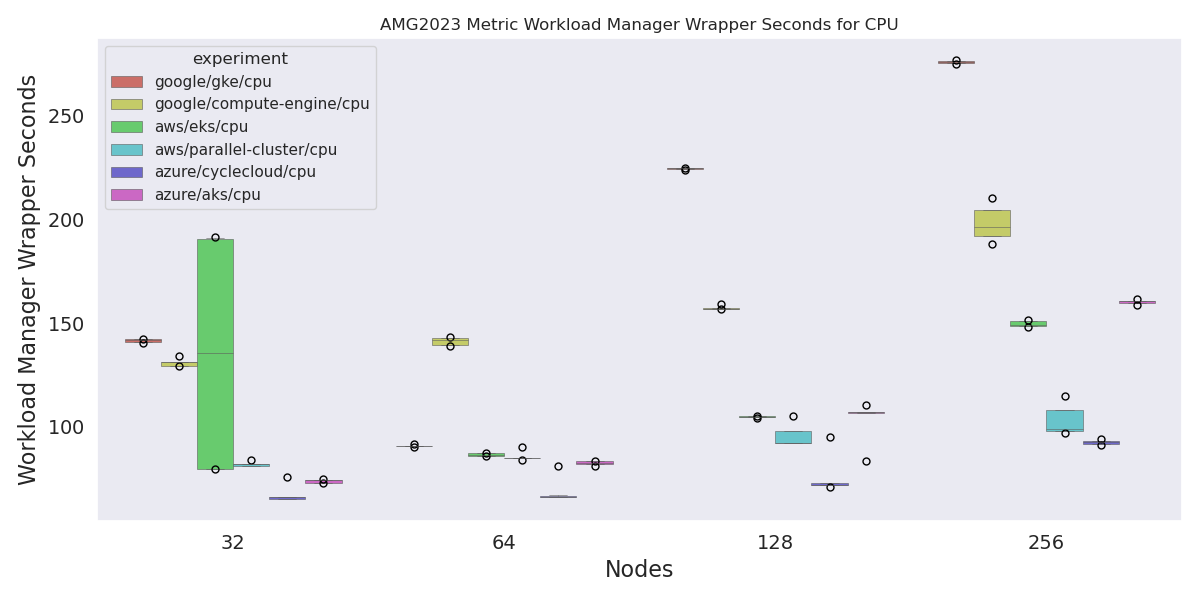 AMG2023 Metric Workload Manager Wrapper Seconds for CPU
experiment
google/gke/cpu
google/compute-engine/cpu
aws/eks/cpu
aws/parallel-cluster/cpu
azure/cyclecloud/cpu
azure/aks/cpu
Workload Manager Wrapper Seconds
250
200
150
100
32
64
128
256
Nodes